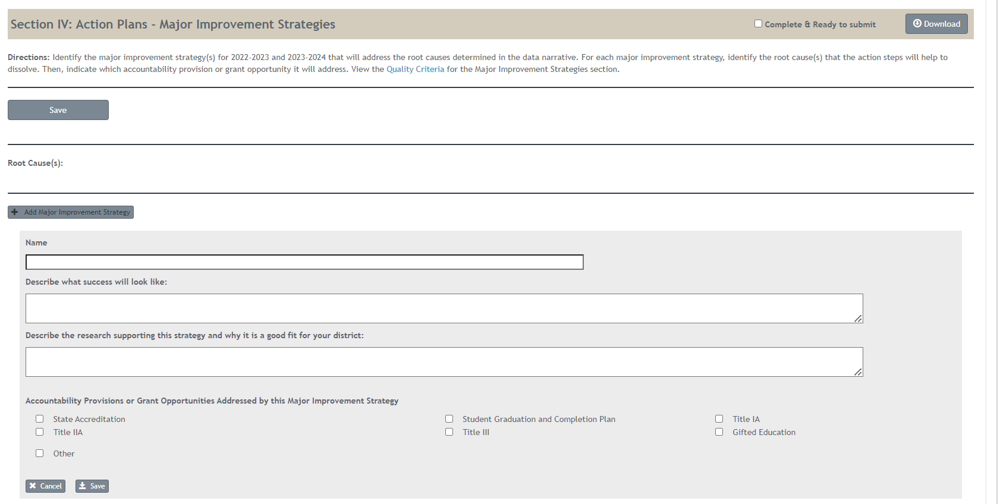 Section IV: Action Plans - Major Improvement Strategies
Complete & Ready to submit
Download
Directions: Identify the major improvement strategy(s) for 2022-2023 and 2023-2024 that will address the root causes determined in the data narrative. For each major improvement strategy, identify the root cause(s) that the action steps will help to
dissolve. Then, indicate which accountability provision or grant opportunity it will address. View the Quality Criteria for the Major Improvement Strategies section.
Save
Root Cause(s):
Add Major Improvement Strategy
Name
Describe what success will look like:
Describe the research supporting this strategy and why it is a good fit for your district:
Accountability Provisions or Grant Opportunities Addressed by this Major Improvement Strategy
State Accreditation
Student Graduation and Completion Plan
Title IA
Title IIA
Title III
Gifted Education
Other
Cancel
Save